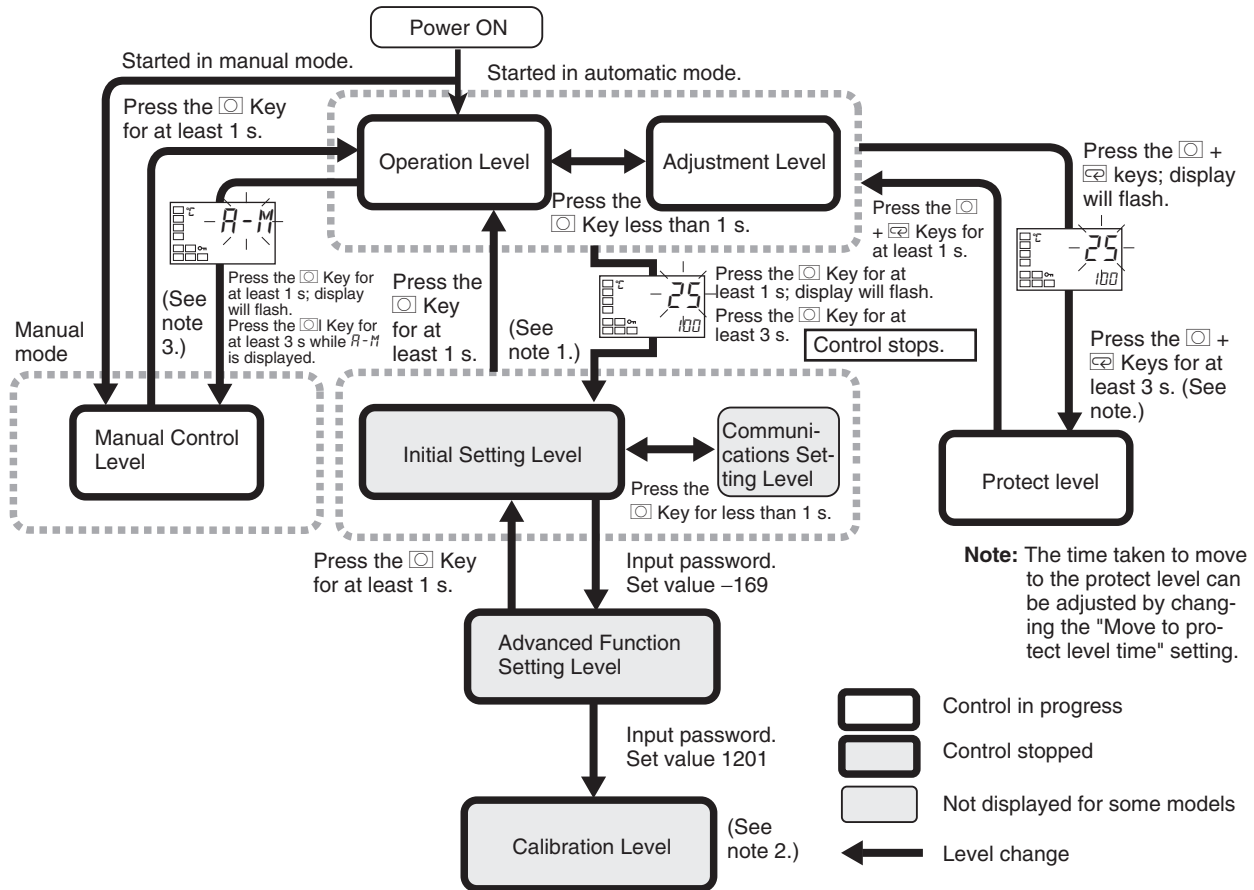 Power ON
Started in manual mode.
Started in automatic mode.
Press the Key
for at least 1 s.
Operation Level
Adjustment Level
Press the
Key less than 1 s.
Press the +
keys; display
will flash.
Press the
+ Keys for
at least 1 s.
℃
A-M
℃
25
100
℃
25
100
(See
note
3.)
Press the Key for
at least 1 s; display
will flash.
Press the Key for
at least 3 s while A-M
is displayed.
Press the
Key
for at
least 1 s.
(See
note 1.)
Press the Key for at
least 1 s; display will flash.
Press the Key for at
least 3 s.
Control stops.
Press the +
Keys for at
least 3 s. (See
note.)
Manual
mode
Manual Control
Level
Initial Setting Level
Communi-
cations Set-
ting Level
Press the
Key for less than 1 s.
Protect level
Press the Key
for at least 1 s.
Input password.
Set value –169
Note: The time taken to move
to the protect level can
be adjusted by chang-
ing the "Move to pro-
tect level time" setting.
Advanced Function
Setting Level
Input password.
Set value 1201
Calibration Level
(See
note 2.)
Control in progress
Control stopped
Not displayed for some models
Level change